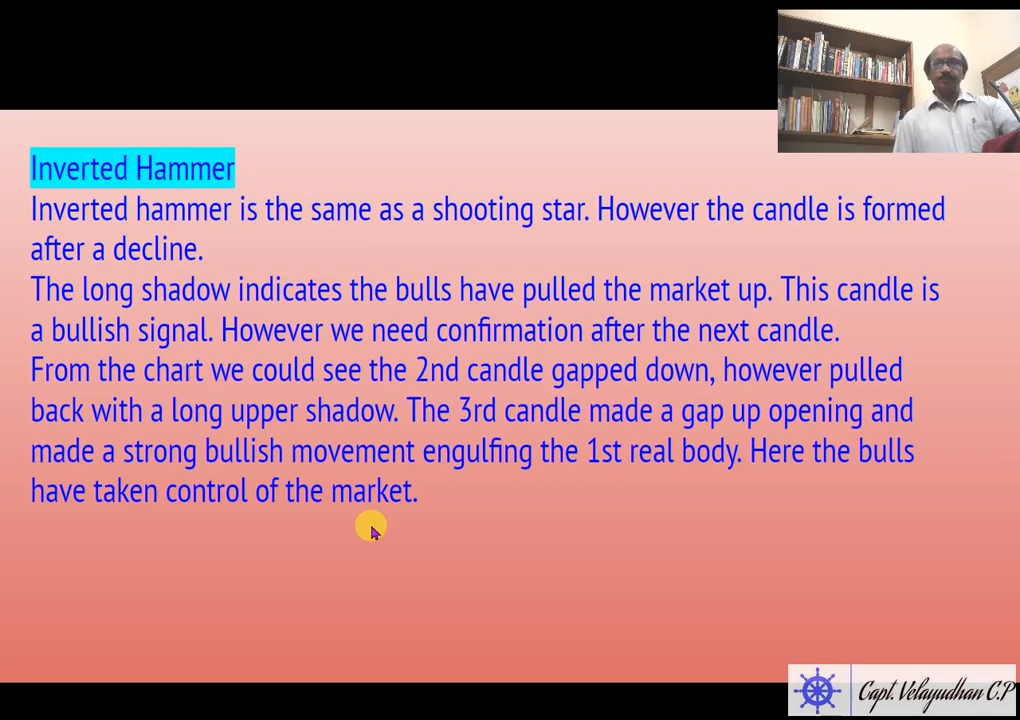 Inverted Hammer
Inverted hammer is the same as a shooting star. However the candle is formed
after a decline.
The long shadow indicates the bulls have pulled the market up. This candle is
a bullish signal. However we need confirmation after the next candle.
From the chart we could see the 2nd candle gapped down, however pulled
back with a long upper shadow. The 3rd candle made a gap up opening and
made a strong bullish movement engulfing the 1st real body. Here the bulls
have taken control of the market.
Capt. Velayudhan C.P